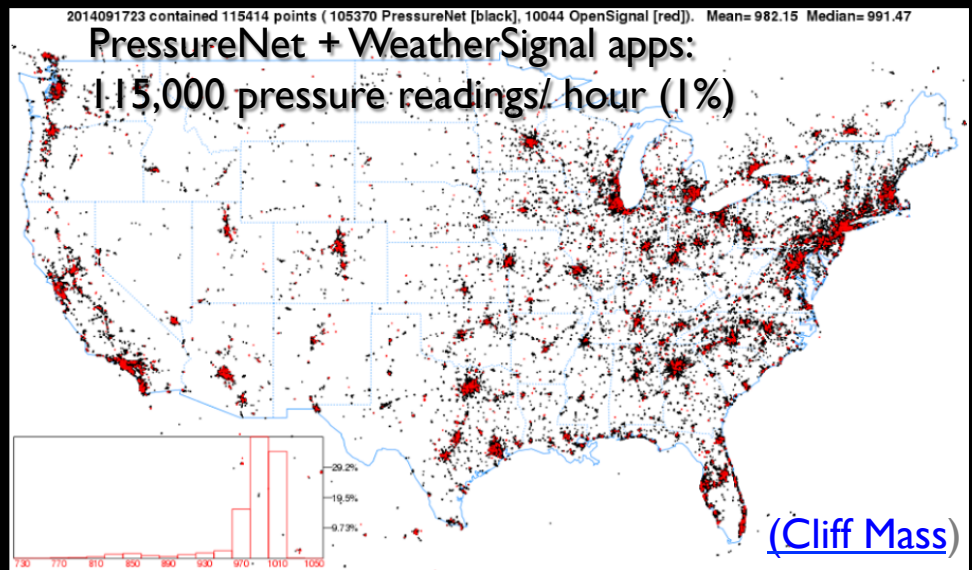 2014091723 contained 115414 points ( 105370 PressureNet [black], 10044 OpenSignal [red]). Mean= 982.15 Median= 991.47
PressureNet + WeatherSignal apps:
115,000 pressure readings/ hour (1%)
29.2%
19.5%
9.73%
730 770 810 850 890 930 970 1010 1050
(Cliff Mass)